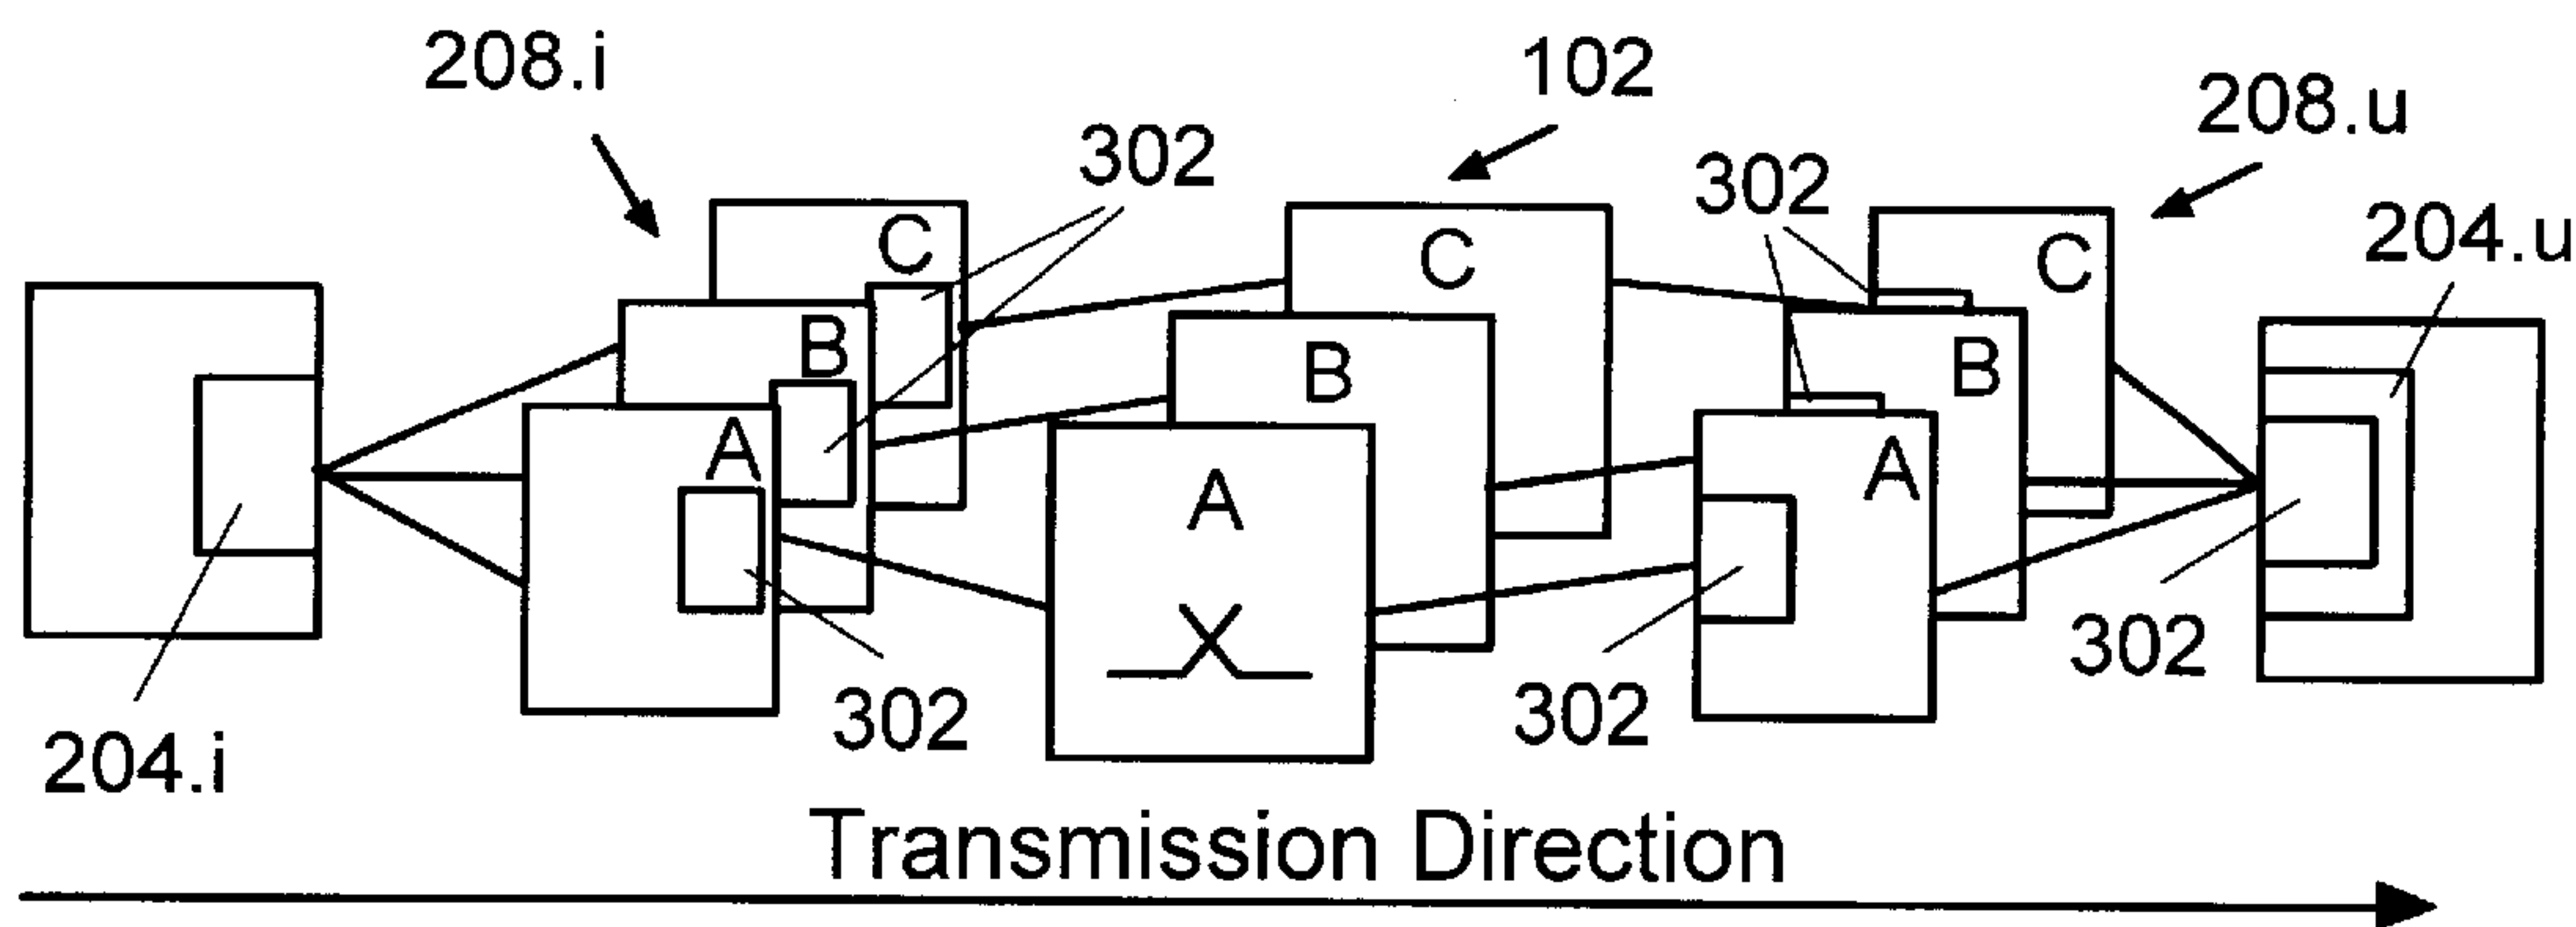 208.i
102
208.u
302
302
204.u
C
C
C
B
B
B
A
A
A
302
302
302
204.i
Transmission Direction